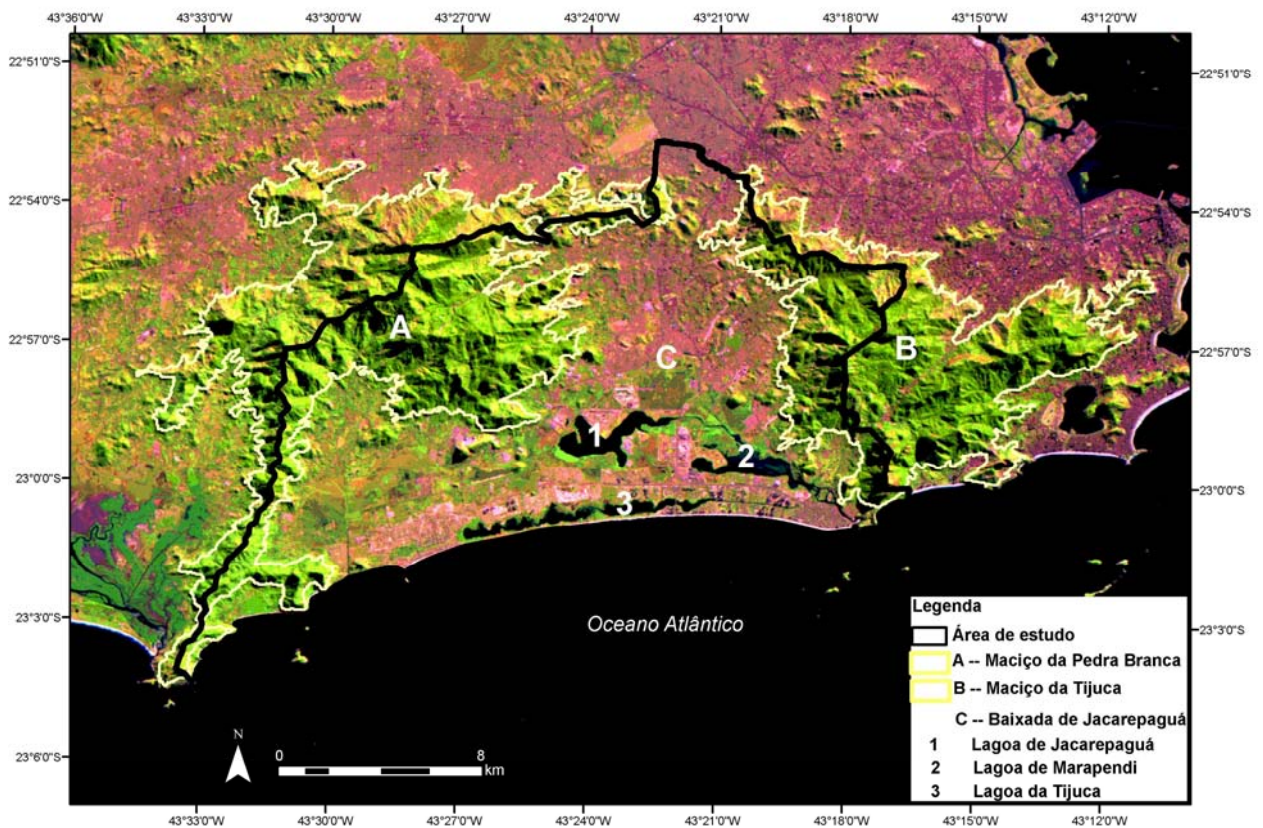 43°36'0"W 43°33'0"W 43°30'0"W 43°27'0"W 43°24'0"W 43°21'0"W 43°18'0"W 43°15'0"W 43°12'0"W
22°51'0"S 22°51'0"S
22°54'0"S 22°54'0"S
A
B
22°57'0"S 22°57'0"S
C
1
2
23°0'0"S 23°0'0"S
3
Oceano Atlântico
23°3'0"S 23°3'0"S
Legenda
Área de estudo
A -- Maciço da Pedra Branca
B -- Maciço da Tijuca
C -- Baixada de Jacarepaguá
1 Lagoa de Jacarepaguá
2 Lagoa de Marapendi
3 Lagoa da Tijuca
N
0 8
km
23°6'0"S
43°33'0"W 43°30'0"W 43°27'0"W 43°24'0"W 43°21'0"W 43°18'0"W 43°15'0"W 43°12'0"W